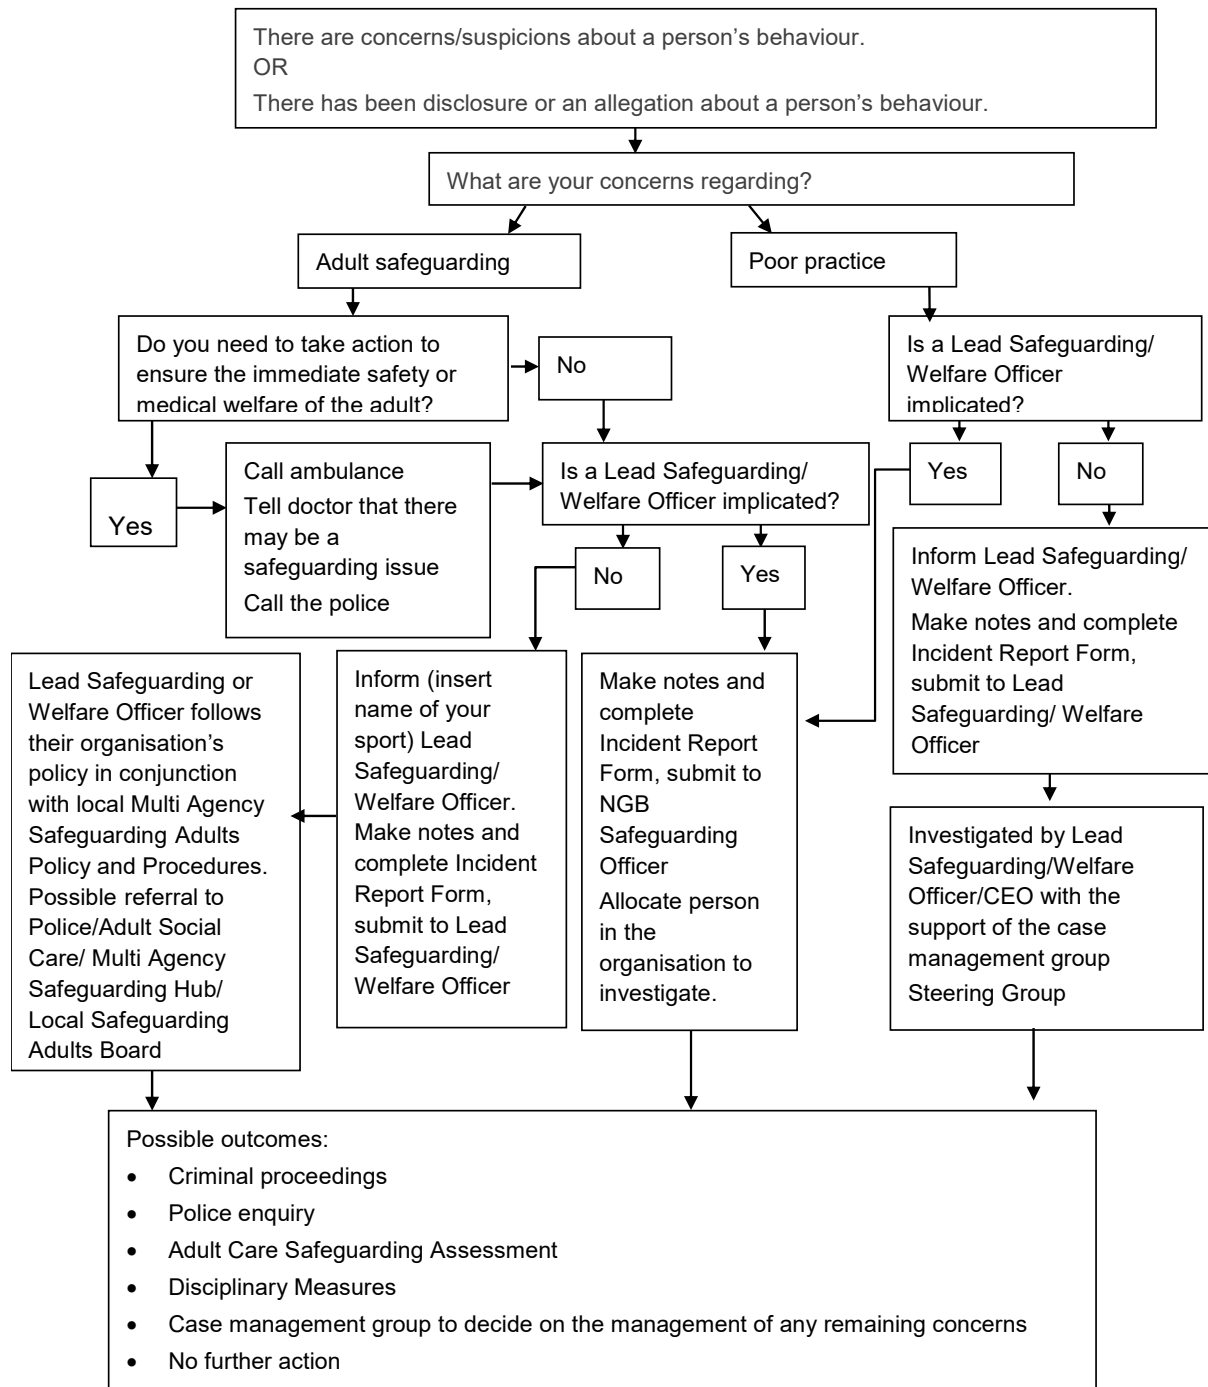 There are concerns/suspicions about a person’s behaviour.
OR
There has been disclosure or an allegation about a person’s behaviour.
What are your concerns regarding?
Adult safeguarding
Poor practice
Do you need to take action to
ensure the immediate safety or
medical welfare of the adult?
No
Is a Lead Safeguarding/
Welfare Officer
implicated?
Yes
Call ambulance
Tell doctor that there
may be a
safeguarding issue
Call the police
Is a Lead Safeguarding/
Welfare Officer implicated?
Yes
No
No
Yes
Inform Lead Safeguarding/
Welfare Officer.
Make notes and complete
Incident Report Form,
submit to Lead
Safeguarding/ Welfare
Officer
Lead Safeguarding or
Welfare Officer follows
their organisation’s
policy in conjunction
with local Multi Agency
Safeguarding Adults
Policy and Procedures.
Possible referral to
Police/Adult Social
Care/ Multi Agency
Safeguarding Hub/
Local Safeguarding
Adults Board
Inform (insert
name of your
sport) Lead
Safeguarding/
Welfare Officer.
Make notes and
complete Incident
Report Form,
submit to Lead
Safeguarding/
Welfare Officer
Make notes and
complete
Incident Report
Form, submit to
NGB
Safeguarding
Officer
Allocate person
in the
organisation to
investigate.
Investigated by Lead
Safeguarding/Welfare
Officer/CEO with the
support of the case
management group
Steering Group
Possible outcomes:
• Criminal proceedings
• Police enquiry
• Adult Care Safeguarding Assessment
• Disciplinary Measures
• Case management group to decide on the management of any remaining concerns
• No further action